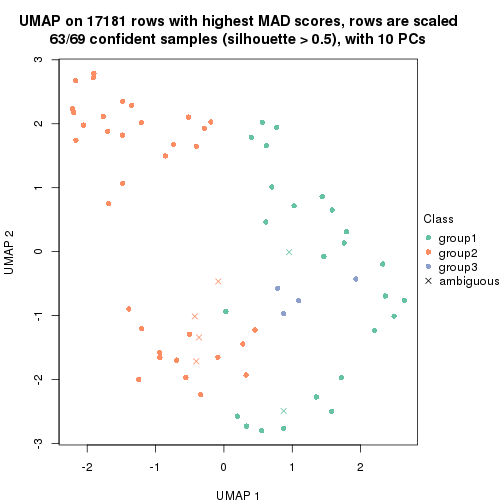 UMAP on 17181 rows with highest MAD scores, rows are scaled
63/69 confident samples (silhouette > 0.5), with 10 PCs
3
2
1
0
-1
-2
-3
UMAP 2
-2
-1
0
1
2
UMAP 1
Class
group1
group2
group3
ambiguous